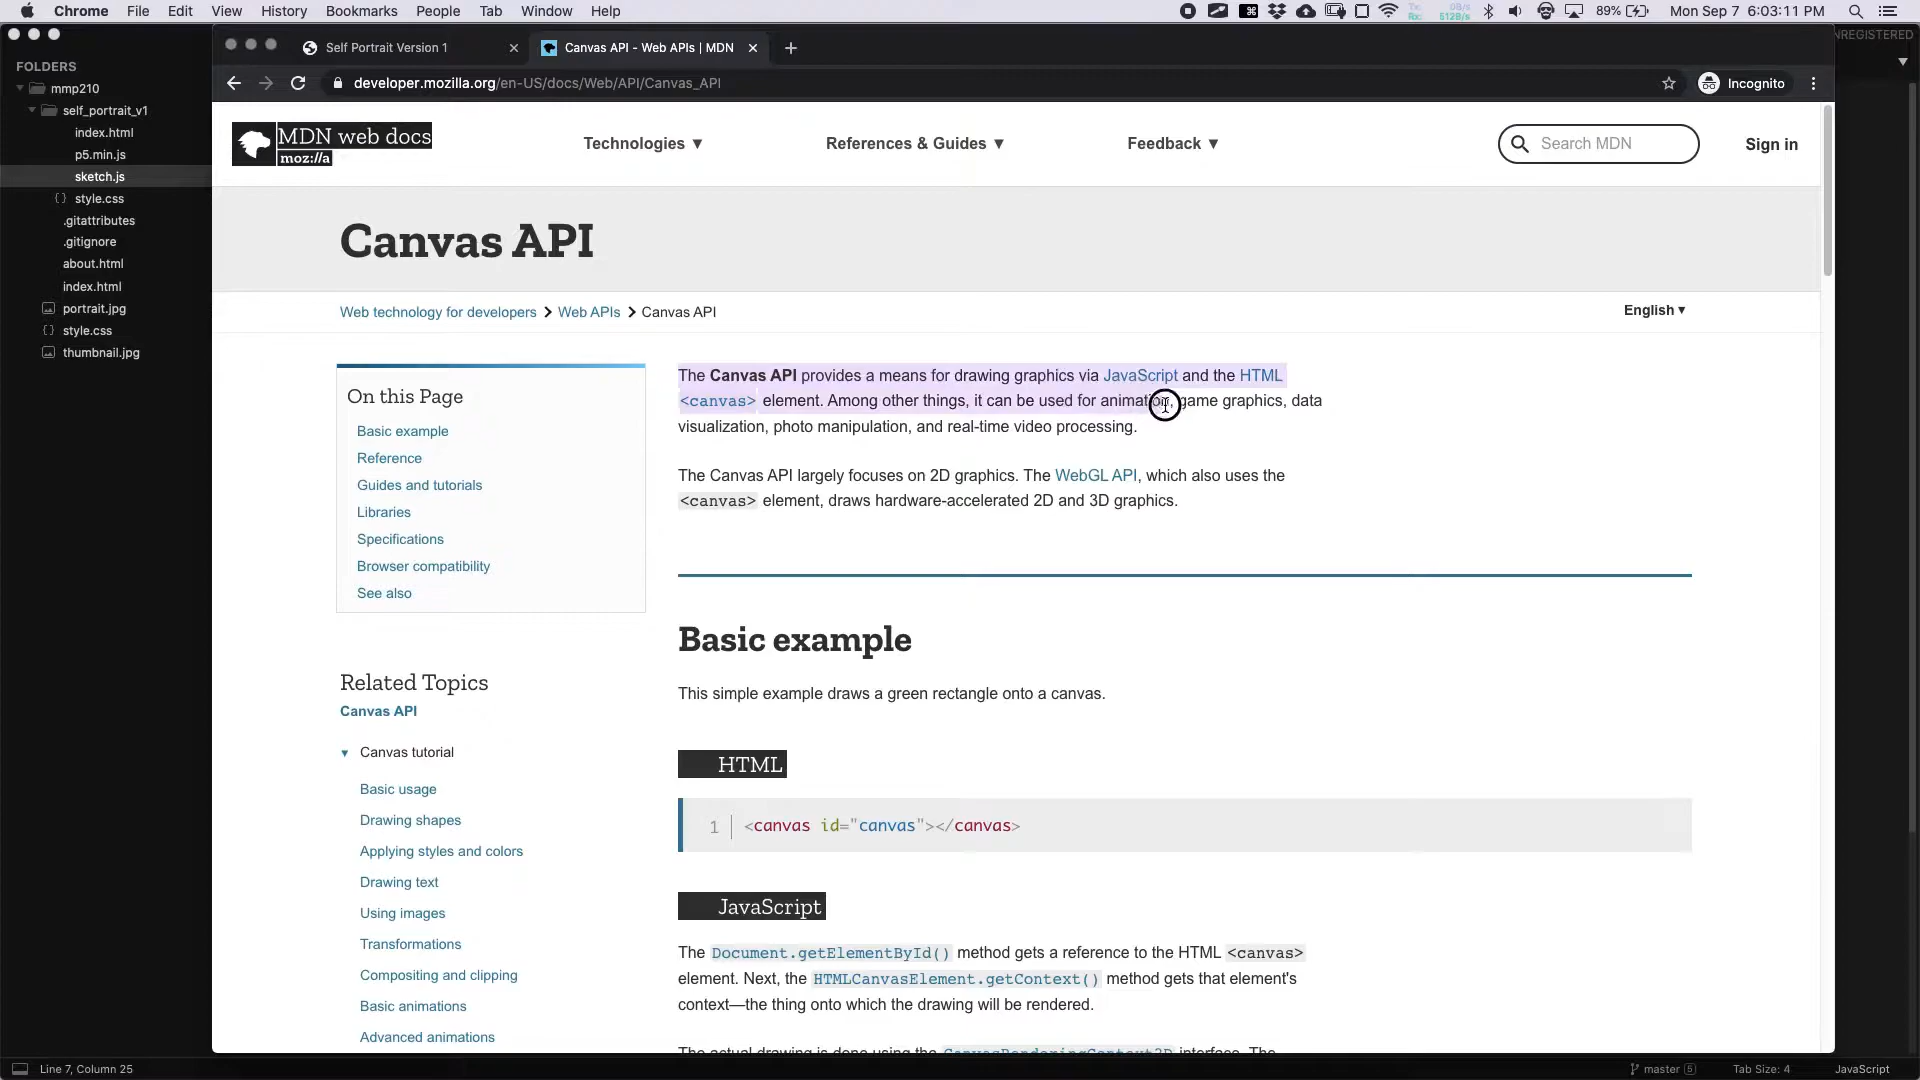 Chrome File Edit View History Bookmarks People Tab Window Help
89% Mon Sep 7 6:03:11 PM
NREGISTERED
FOLDERS
mmp210
self_portrait_v1
index.html
p5.min.js
sketch.js
{} style.css
.gitattributes
.gitignore
about.html
index.html
portrait.jpg
{} style.css
thumbnail.jpg
Self Portrait Version 1
Canvas API - Web APIs | MDN
developer.mozilla.org/en-US/docs/Web/API/Canvas_API
Incognito
MDN web docs
moz://a
Technologies ▼
References & Guides ▼
Feedback ▼
Search MDN
Sign in
Canvas API
Web technology for developers > Web APIs > Canvas API
English ▾
On this Page
Basic example
Reference
Guides and tutorials
Libraries
Specifications
Browser compatibility
See also
Related Topics
Canvas API
▼ Canvas tutorial
Basic usage
Drawing shapes
Applying styles and colors
Drawing text
Using images
Transformations
Compositing and clipping
Basic animations
Advanced animations
The Canvas API provides a means for drawing graphics via JavaScript and the HTML
<canvas> element. Among other things, it can be used for animation, game graphics, data
visualization, photo manipulation, and real-time video processing.
The Canvas API largely focuses on 2D graphics. The WebGL API, which also uses the
<canvas> element, draws hardware-accelerated 2D and 3D graphics.
Basic example
This simple example draws a green rectangle onto a canvas.
HTML
1 <canvas id="canvas"></canvas>
JavaScript
The Document.getElementById() method gets a reference to the HTML <canvas>
element. Next, the HTMLCanvasElement.getContext() method gets that element's
context—the thing onto which the drawing will be rendered.
The actual drawing is done using the CanvasRenderingContext2D interface. The
Line 7, Column 25
master 5
Tab Size: 4
JavaScript